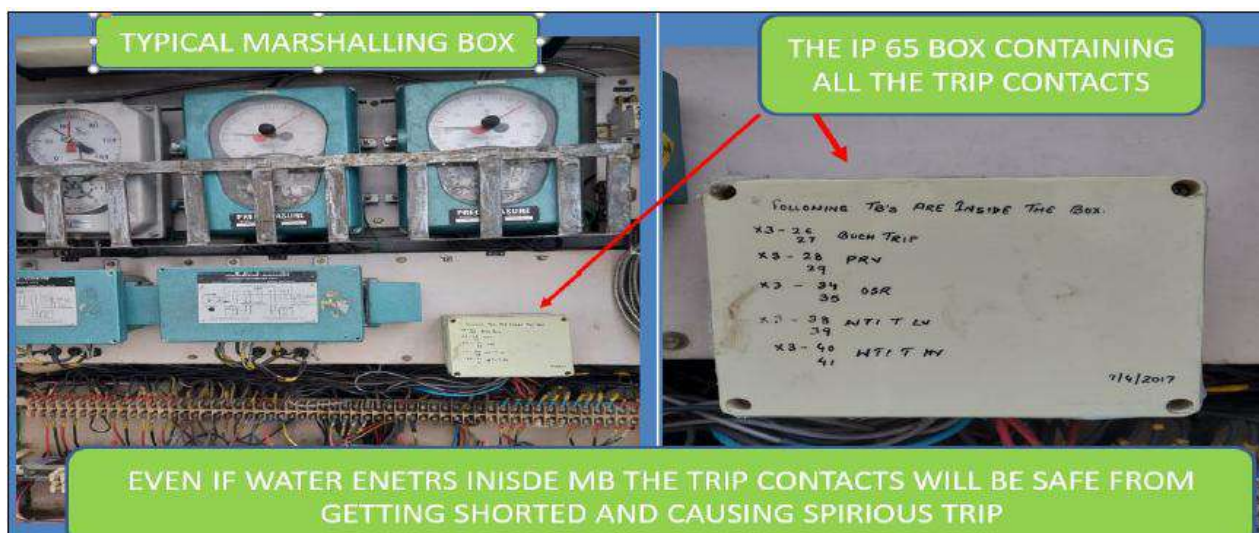 TYPICAL MARSHALLING BOX
THE IP 65 BOX CONTAINING
ALL THE TRIP CONTACTS
FOLLOWING TB'S ARE INSIDE THE BOX.
X3-26
27 BUCH TRIP
X3-28 PRV
29
X3-34
35 OSR
X3-38 WTI T LV
39
X3-40
41 WTI T HV
7/4/2017
EVEN IF WATER ENETRS INISDE MB THE TRIP CONTACTS WILL BE SAFE FROM
GETTING SHORTED AND CAUSING SPIRIOUS TRIP